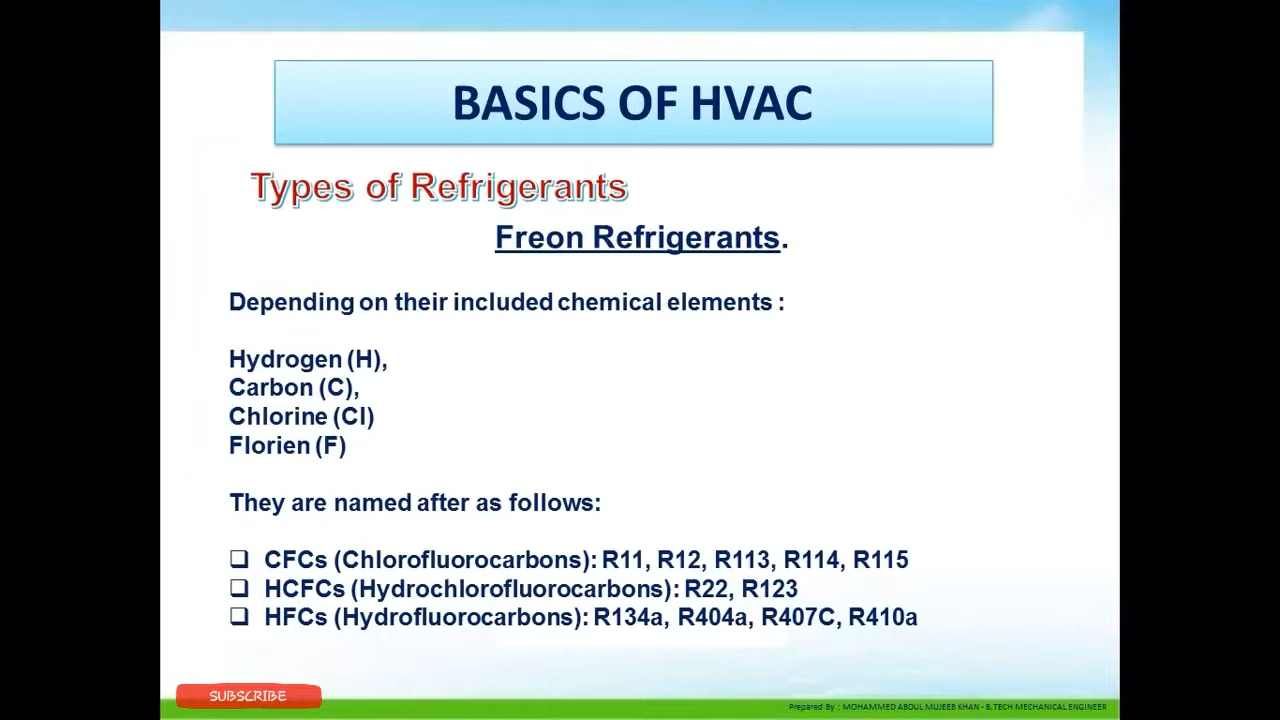 BASICS OF HVAC
Types of Refrigerants
Freon Refrigerants.
Depending on their included chemical elements :
Hydrogen (H),
Carbon (C),
Chlorine (Cl)
Florien (F)
They are named after as follows:
❑ CFCs (Chlorofluorocarbons): R11, R12, R113, R114, R115
❑ HCFCs (Hydrochlorofluorocarbons): R22, R123
❑ HFCs (Hydrofluorocarbons): R134a, R404a, R407C, R410a
SUBSCRIBE
Prepared By : MOHAMMED ABDUL MUJEEB KHAN - B.TECH MECHANICAL ENGINEER